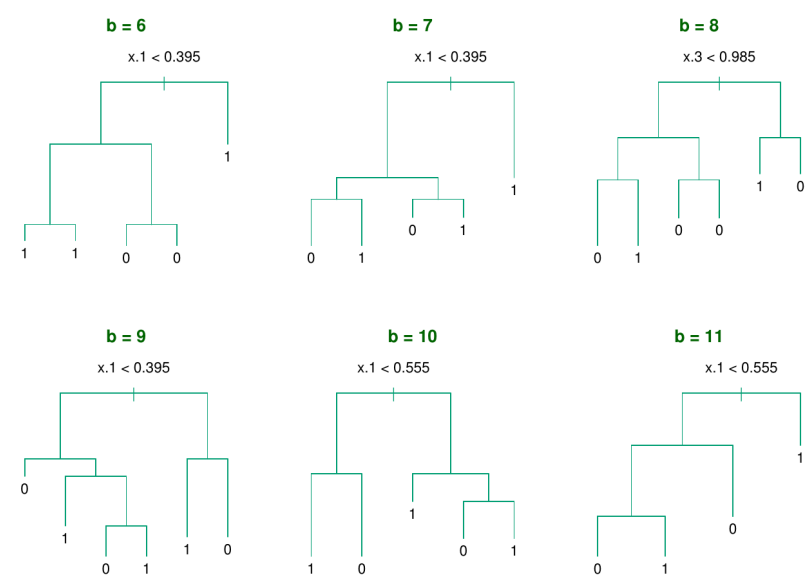 b = 6
x.1 < 0.395
1
1 1 0 0
b = 7
x.1 < 0.395
1
0 1
0 1
b = 8
x.3 < 0.985
1 0
0 0
0 1
b = 9
x.1 < 0.395
0
1
1 0
0 1
b = 10
x.1 < 0.555
1
0 1
1 0
b = 11
x.1 < 0.555
1
0
0 1